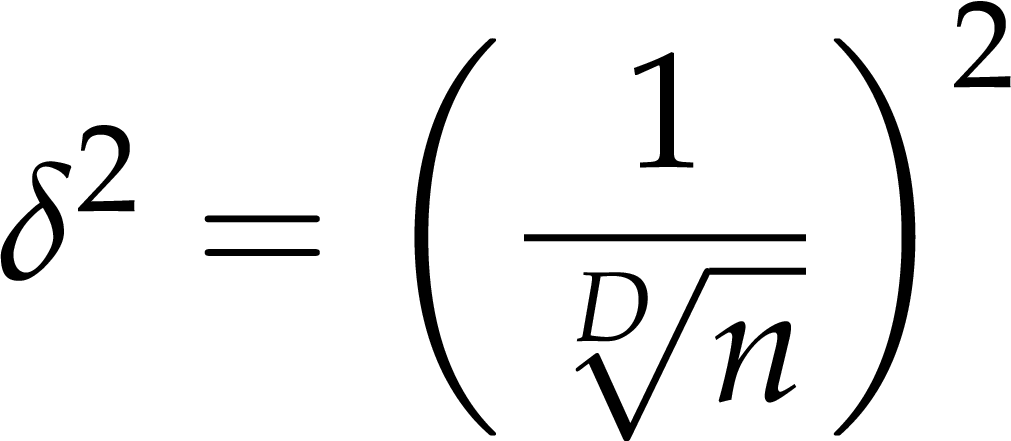 δ² = (1 / ᴰ√n)²